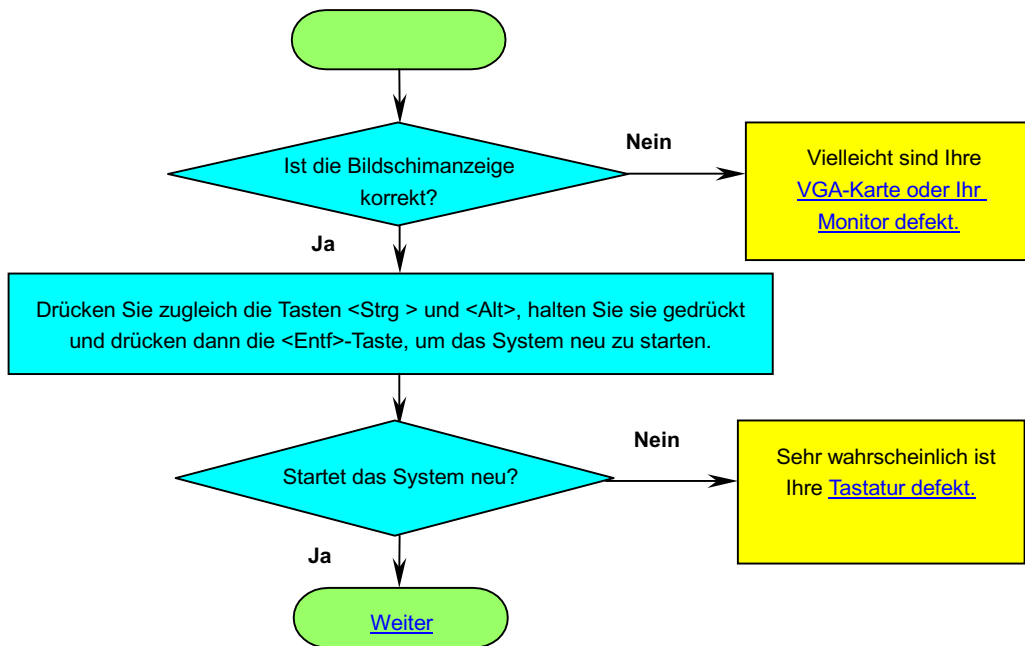 Ist die Bildschimanzeige
korrekt?
Nein
Vielleicht sind Ihre
VGA-Karte oder Ihr
Monitor defekt.
Ja
Drücken Sie zugleich die Tasten <Strg > und <Alt>, halten Sie sie gedrückt
und drücken dann die <Entf>-Taste, um das System neu zu starten.
Startet das System neu?
Nein
Sehr wahrscheinlich ist
Ihre Tastatur defekt.
Ja
Weiter